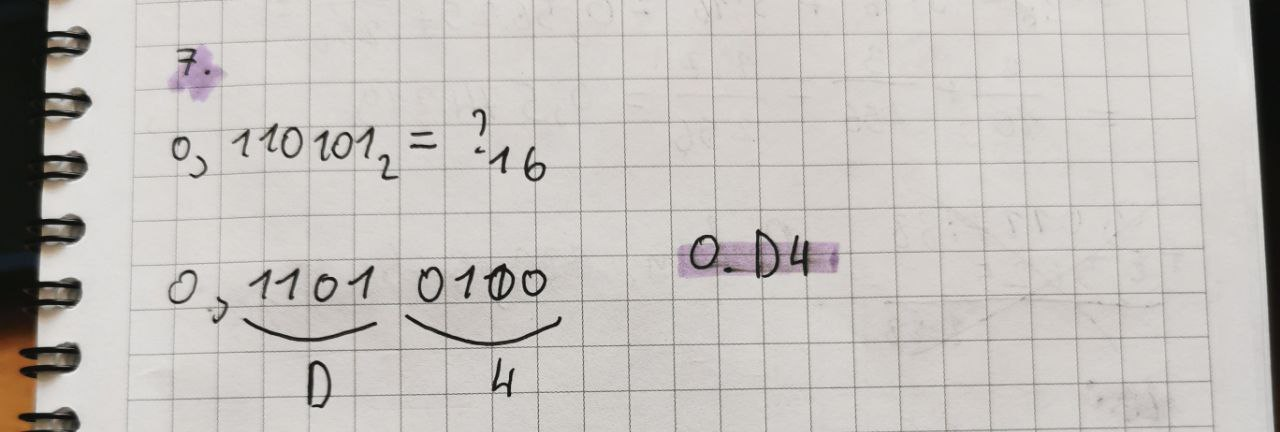 7.
0, 110101₂ = ?₁₆
0, 1101 0100 0.D4
D 4